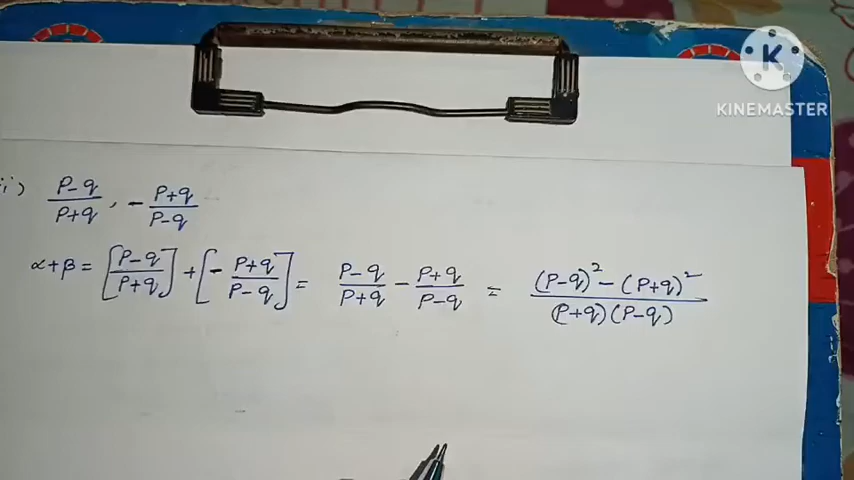 K
KINEMASTER
ii) P-q/P+q, -P+q/P-q
α+β = [P-q/P+q] + [-P+q/P-q] = P-q/P+q - P+q/P-q = (P-q)² - (P+q)²/(P+q)(P-q)